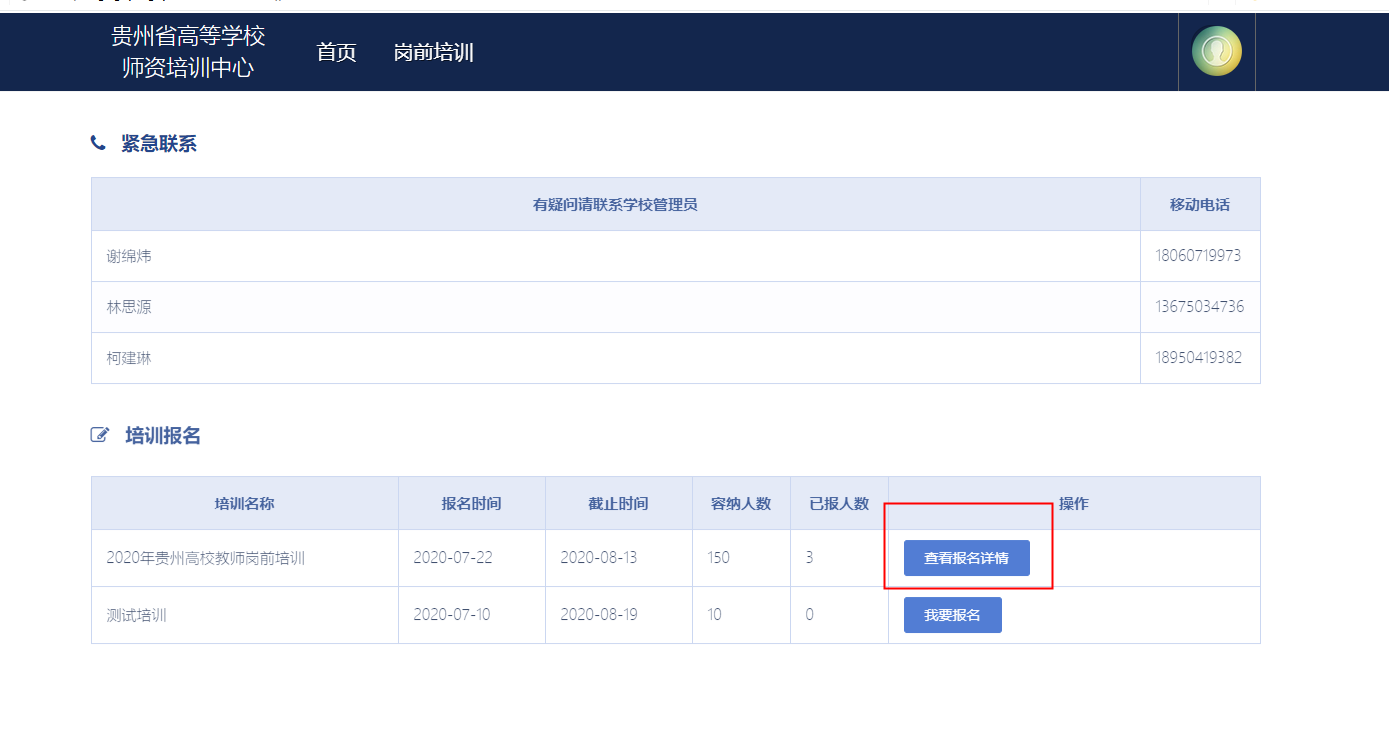 贵州省高等学校
师资培训中心
首页 岗前培训
紧急联系
有疑问请联系学校管理员 移动电话
谢绵炜 18060719973
林思源 13675034736
柯建琳 18950419382
培训报名
培训名称 报名时间 截止时间 容纳人数 已报人数 操作
2020年贵州高校教师岗前培训 2020-07-22 2020-08-13 150 3 查看报名详情
测试培训 2020-07-10 2020-08-19 10 0 我要报名